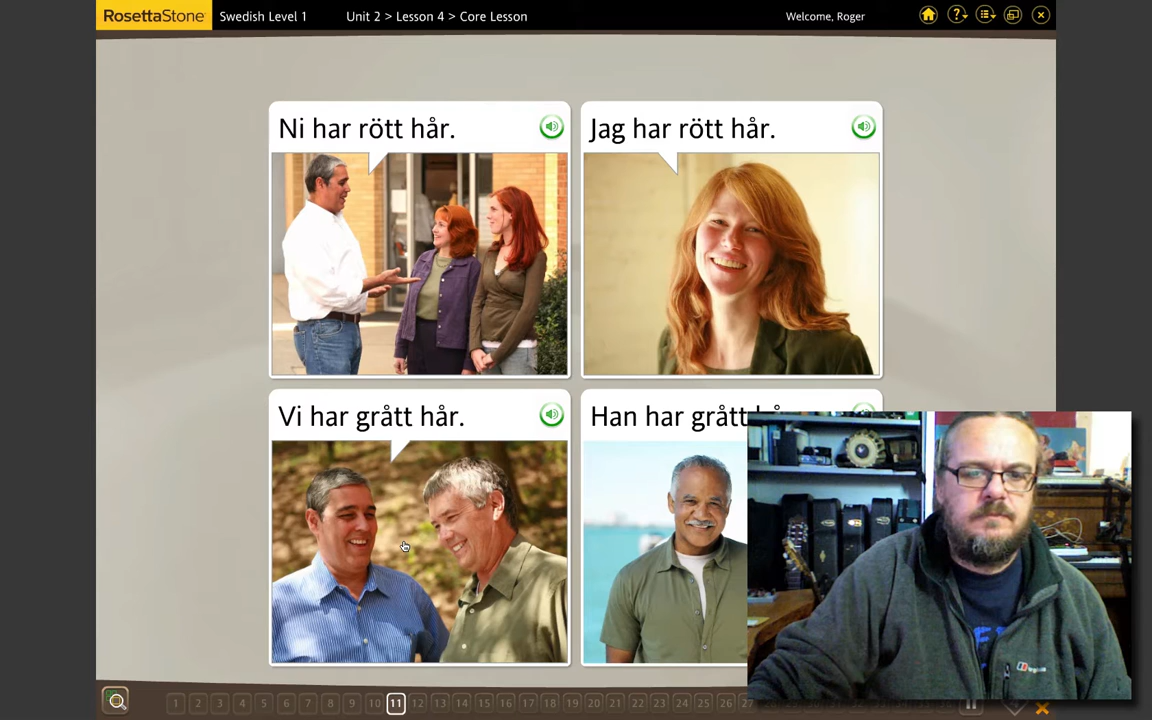 RosettaStone Swedish Level 1 Unit 2 > Lesson 4 > Core Lesson Welcome, Roger ?
Ni har rött hår.
Jag har rött hår.
Vi har grått hår.
Han har grått
1 2 3 4 5 6 7 8 9 10 11 12 13 14 15 16 17 18 19 20 21 22 23 24 25 26 27